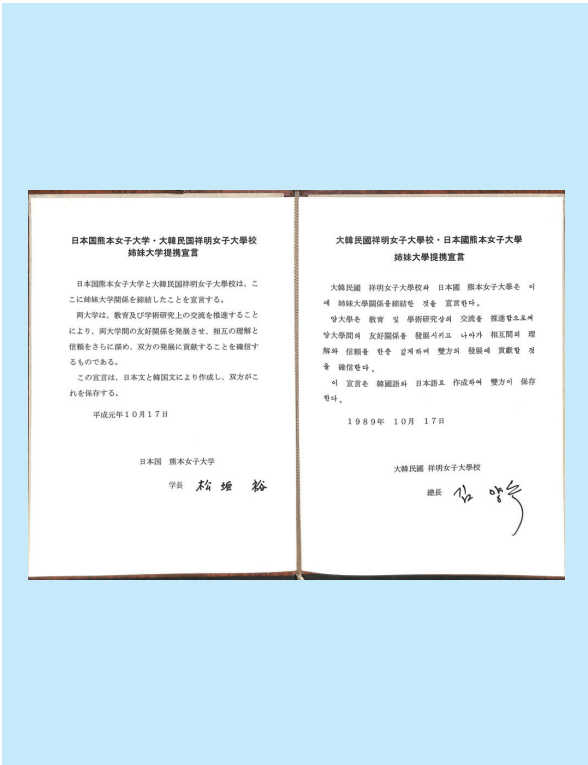 日本国熊本女子大学・大韓民国祥明女子大學校
姉妹大学提携宣言
日本国熊本女子大学と大韓民国祥明女子大學校は、こ
こに姉妹大学関係を締結したことを宣言する。
両大学は、教育及び学術研究上の交流を推進すること
により、両大学間の友好関係を発展させ、相互の理解と
信頼をさらに深め、双方の発展に貢献することを確信す
るものである。
この宣言は、日本文と韓国文により作成し、双方がこ
れを保存する。
平成元年10月17日
日本国 熊本女子大学
学長 松垣 裕
大韓民國祥明女子大學校・日本國熊本女子大學
姉妹大學提携宣言
大韓民國 祥明女子大學校와 日本國 熊本女子大學은 이
에 姉妹大學關係를 締結한 것을 宣言한다.
양大學은 教育 및 學術研究상의 交流를 推進함으로써
양大學間의 友好關係를 發展시키고 나아가 相互間의 理
解와 信賴를 한층 깊게하며 雙方의 發展에 貢獻할 것
을 確信한다.
이 宣言은 韓國語와 日本語로 作成하여 雙方이 保存
한다.
1989年 10月 17日
大韓民國 祥明女子大學校
總長 김 양수